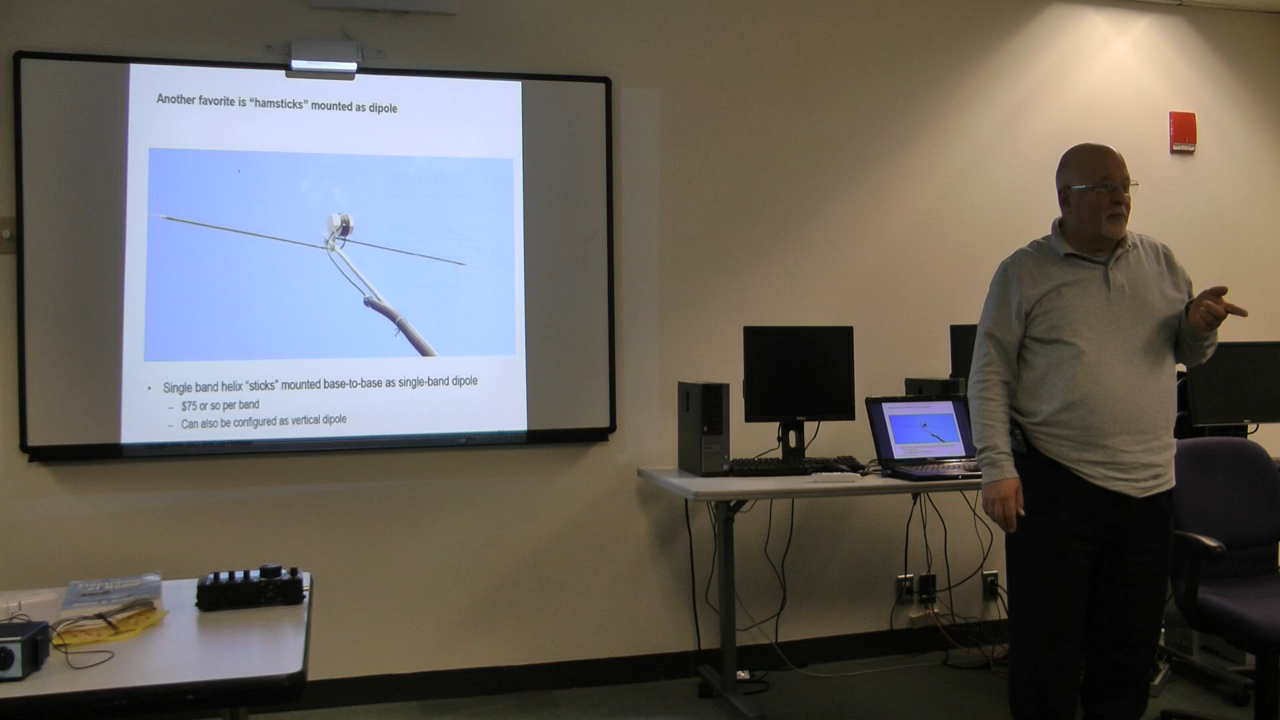 Another favorite is "hamsticks" mounted as dipole
• Single band helix "sticks" mounted base-to-base as single-band dipole
– $75 or so per band
– Can also be configured as vertical dipole